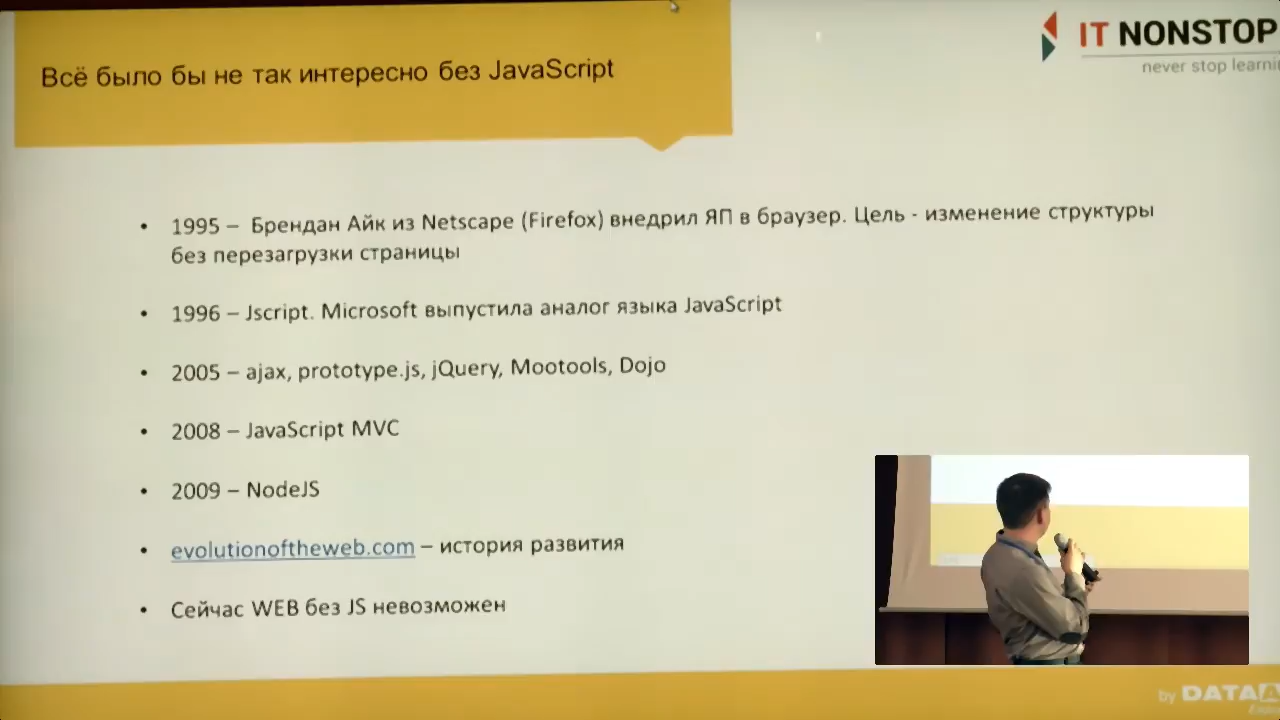 Всё было бы не так интересно без JavaScript
IT NONSTOP
never stop learni
• 1995 – Брендан Айк из Netscape (Firefox) внедрил ЯП в браузер. Цель - изменение структуры
без перезагрузки страницы
• 1996 – Jscript. Microsoft выпустила аналог языка JavaScript
• 2005 – ajax, prototype.js, jQuery, Mootools, Dojo
• 2008 – JavaScript MVC
• 2009 – NodeJS
• evolutionoftheweb.com – история развития
• Сейчас WEB без JS невозможен
by DATAA